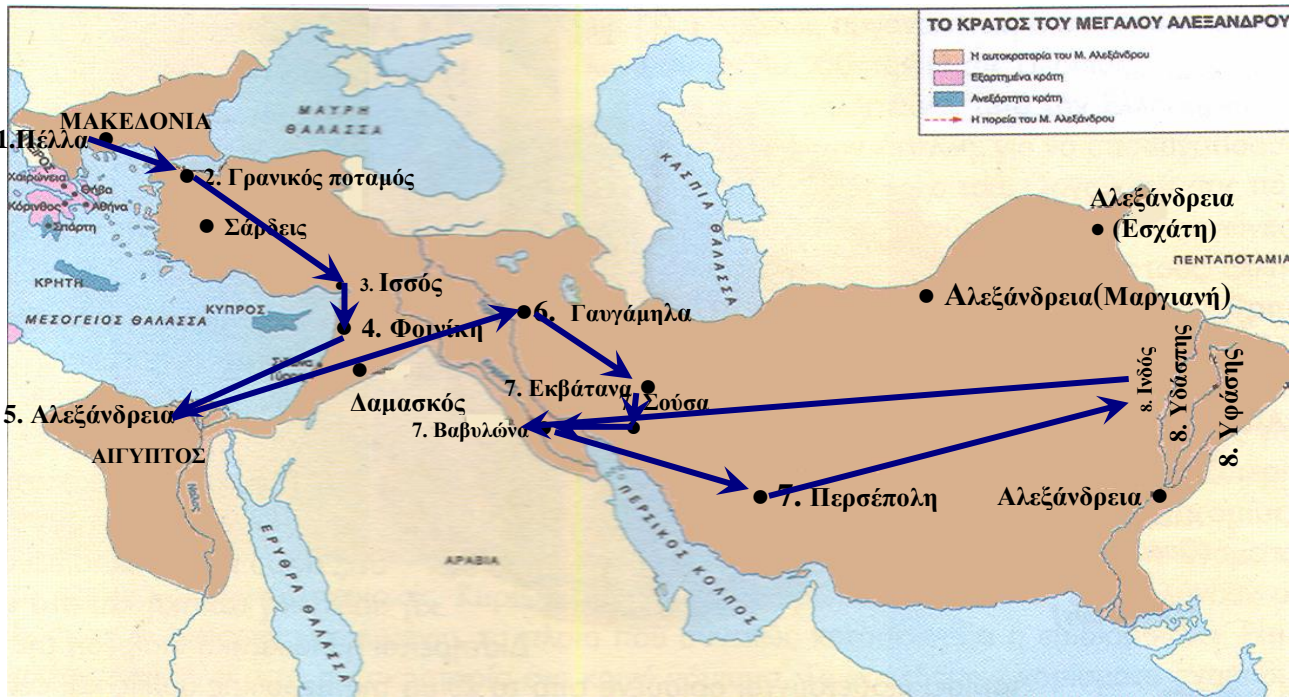 ΤΟ ΚΡΑΤΟΣ ΤΟΥ ΜΕΓΑΛΟΥ ΑΛΕΞΑΝΔΡΟΥ
Η αυτοκρατορία του Μ. Αλεξάνδρου
Εξαρτημένα κράτη
Ανεξάρτητα κράτη
Η πορεία του Μ. Αλεξάνδρου
ΜΑΥΡΗ
ΘΑΛΑΣΣΑ
ΜΑΚΕΔΟΝΙΑ
1.Πέλλα
2. Γρανικός ποταμός
Χαιρώνεια
Θήβα
Κόρινθος
Αθήνα
Σπάρτη
Σάρδεις
ΚΑΣΠΙΑ
ΘΑΛΑΣΣΑ
Αλεξάνδρεια
(Εσχάτη)
ΠΕΝΤΑΠΟΤΑΜΙΑ
ΚΡΗΤΗ
3. Ισσός
Αλεξάνδρεια(Μαργιανή)
ΚΥΠΡΟΣ
ΜΕΣΟΓΕΙΟΣ ΘΑΛΑΣΣΑ
4. Φοινίκη
6. Γαυγάμηλα
7. Εκβάτανα
Σούσα
8. Ινδός
8. Υδάσπης
8. Υφάσης
Δαμασκός
5. Αλεξάνδρεια
7. Βαβυλώνα
ΑΙΓΥΠΤΟΣ
Νείλος
7. Περσέπολη
Αλεξάνδρεια
ΠΕΡΣΙΚΟΣ ΚΟΛΠΟΣ
ΑΡΑΒΙΑ
ΕΡΥΘΡΑ ΘΑΛΑΣΣΑ